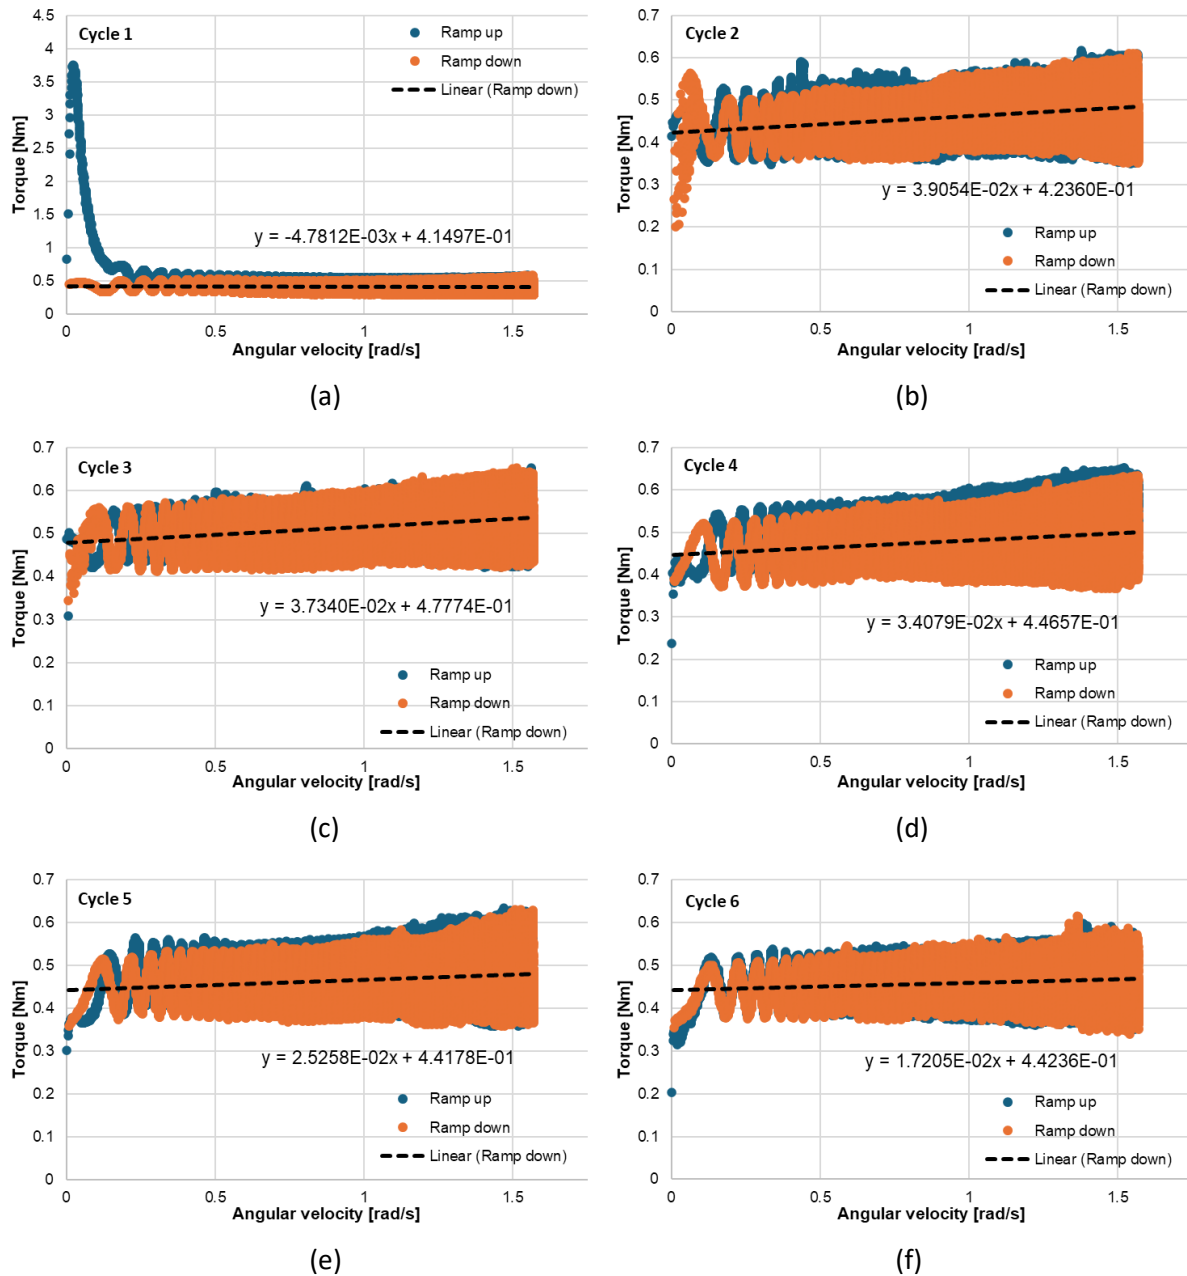 Cycle 1
Ramp up
Ramp down
Linear (Ramp down)
4.5
4
3.5
3
2.5
2
1.5
1
0.5
0
Torque [Nm]
y = -4.7812E-03x + 4.1497E-01
0
0.5
1
1.5
Angular velocity [rad/s]
(a)
Cycle 2
0.7
0.6
0.5
0.4
0.3
0.2
0.1
0
Torque [Nm]
y = 3.9054E-02x + 4.2360E-01
Ramp up
Ramp down
Linear (Ramp down)
0
0.5
1
1.5
Angular velocity [rad/s]
(b)
Cycle 3
0.7
0.6
0.5
0.4
0.3
0.2
0.1
0
Torque [Nm]
y = 3.7340E-02x + 4.7774E-01
Ramp up
Ramp down
Linear (Ramp down)
0
0.5
1
1.5
Angular velocity [rad/s]
(c)
Cycle 4
0.7
0.6
0.5
0.4
0.3
0.2
0.1
0
Torque [Nm]
y = 3.4079E-02x + 4.4657E-01
Ramp up
Ramp down
Linear (Ramp down)
0
0.5
1
1.5
Angular velocity [rad/s]
(d)
Cycle 5
0.7
0.6
0.5
0.4
0.3
0.2
0.1
0
Torque [Nm]
y = 2.5258E-02x + 4.4178E-01
Ramp up
Ramp down
Linear (Ramp down)
0
0.5
1
1.5
Angular velocity [rad/s]
(e)
Cycle 6
0.7
0.6
0.5
0.4
0.3
0.2
0.1
0
Torque [Nm]
y = 1.7205E-02x + 4.4236E-01
Ramp up
Ramp down
Linear (Ramp down)
0
0.5
1
1.5
Angular velocity [rad/s]
(f)